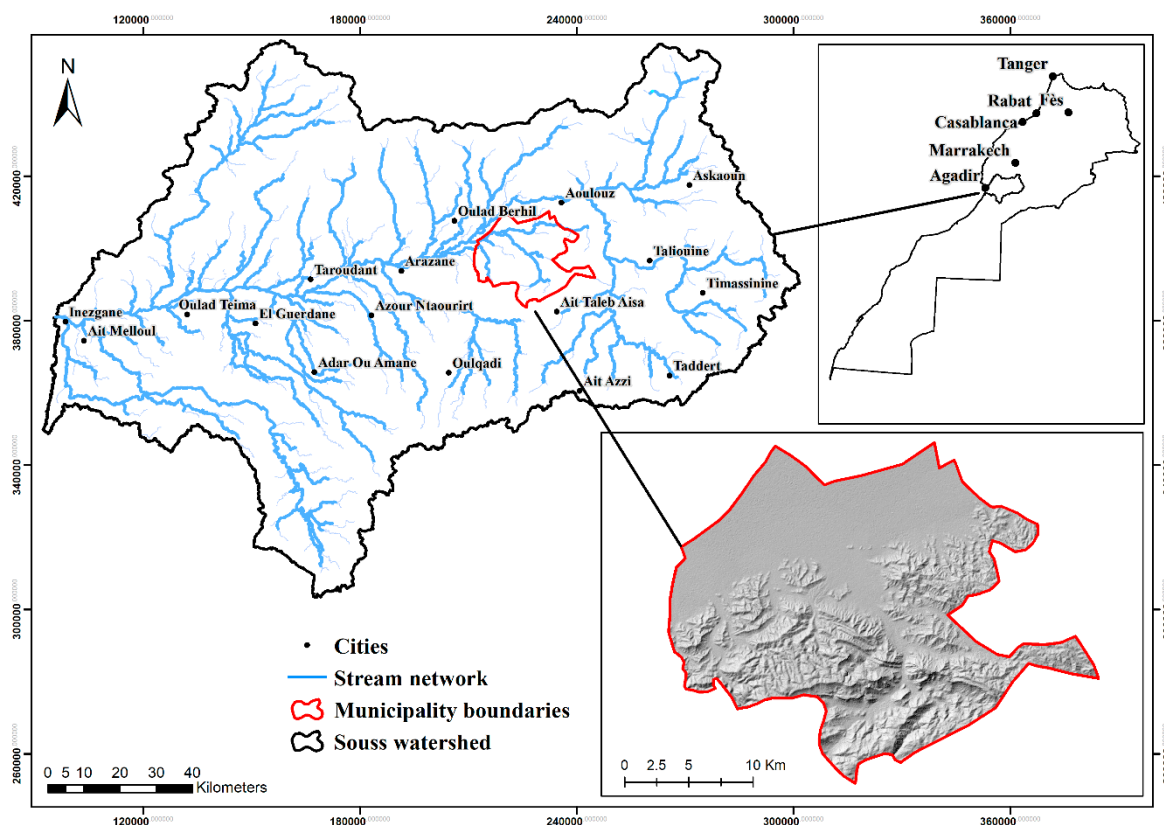 120000 180000 240000 300000 360000
N
Tanger
Rabat Fès
Casablanca
Marrakech
Agadir
420000
Askaoun
Aoulouz
Oulad Berhil
Taliouine
Arazane
Taroudant
Timassinine
Oulad Teima
Azour Ntaourirt
Ait Taleb Aisa
Inezgane
El Guerdane
380000
Ait Melloul
Adar Ou Amane
Oulqadi
Taddert
Ait Azzi
340000
300000
Cities
Stream network
Municipality boundaries
Souss watershed
260000
0 5 10 20 30 40
Kilometers
0 2.5 5 10 Km
120000 180000 240000 300000 360000